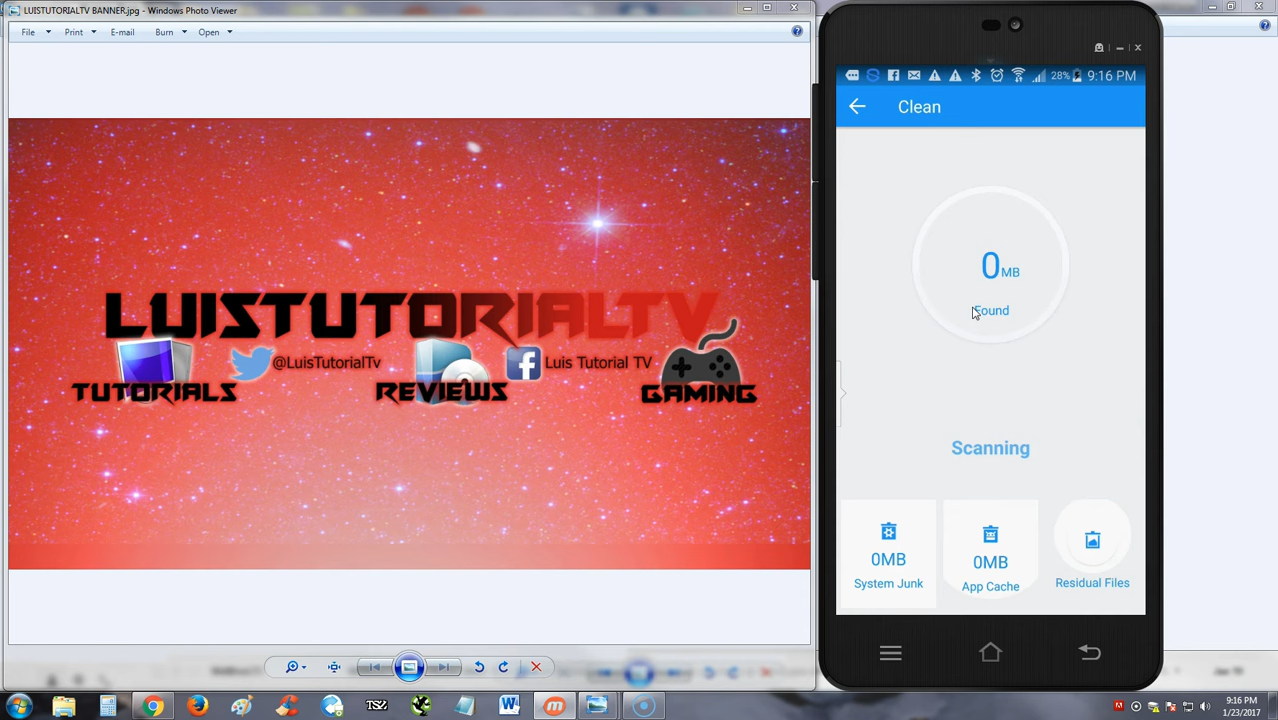 LUISTUTORIALTV BANNER.jpg - Windows Photo Viewer
File Print E-mail Burn Open
LUISTUTORIALTV
@LuisTutorialTv Luis Tutorial TV
TUTORIALS REVIEWS GAMING
28% 9:16 PM
Clean
0MB
Found
Scanning
0MB 0MB
System Junk App Cache Residual Files
TSZ W m
9:16 PM
1/23/2017